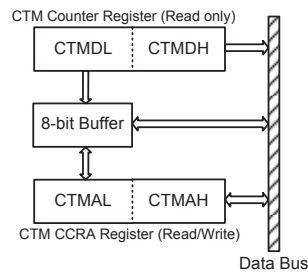 CTM Counter Register (Read only)
CTMDL CTMDH
8-bit Buffer
CTMAL CTMAH
CTM CCRA Register (Read/Write)
Data Bus